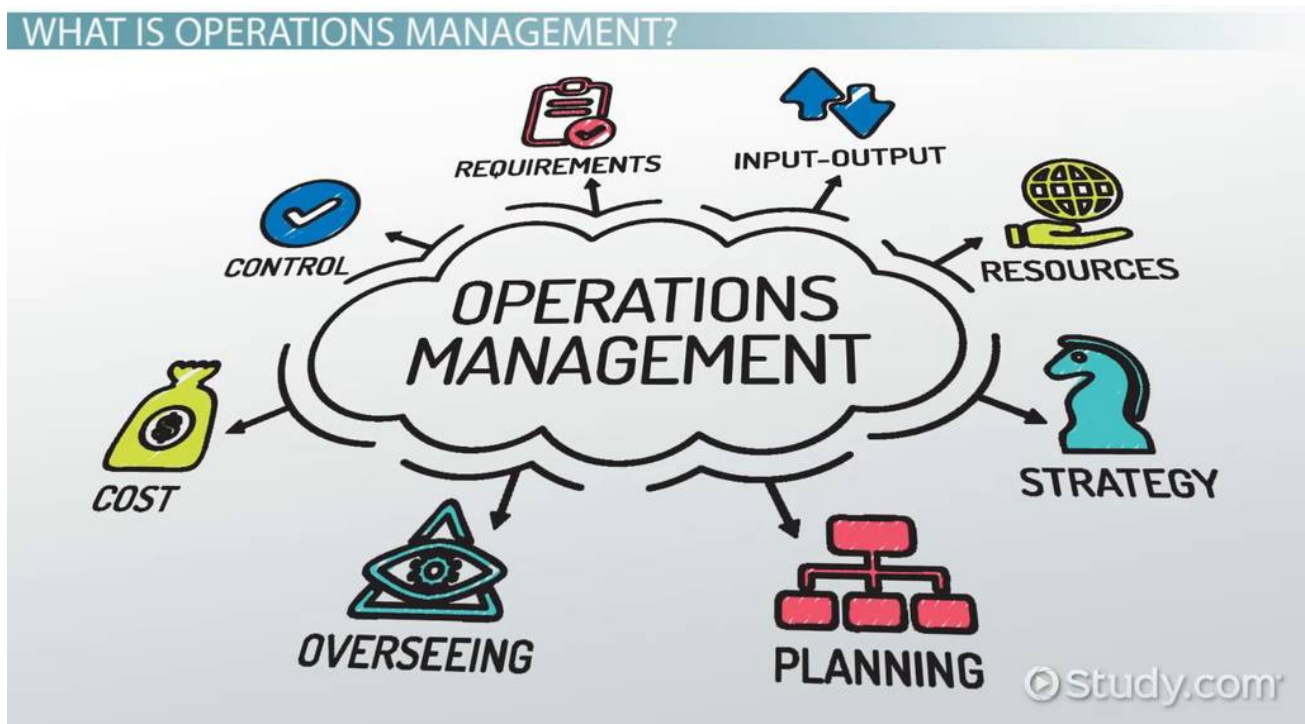 WHAT IS OPERATIONS MANAGEMENT?
REQUIREMENTS
INPUT-OUTPUT
CONTROL
RESOURCES
OPERATIONS
MANAGEMENT
COST
STRATEGY
OVERSEEING
PLANNING
Study.com